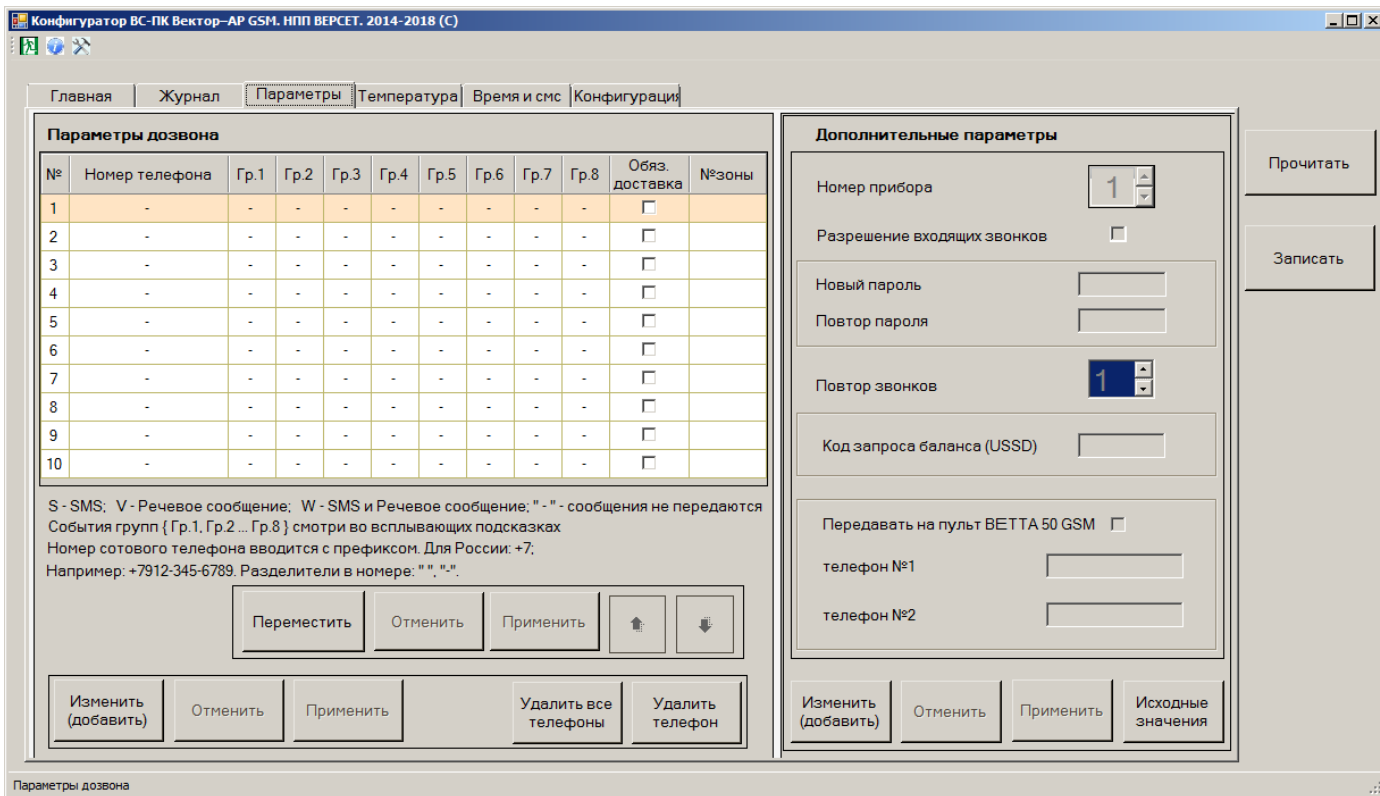 Конфигуратор ВС-ПК Вектор–АР GSM. НПП ВЕРСЕТ. 2014-2018 (C)
Главная Журнал Параметры Температура Время и смс Конфигурация
Параметры дозвона
№ Номер телефона Гр.1 Гр.2 Гр.3 Гр.4 Гр.5 Гр.6 Гр.7 Гр.8 Обяз. доставка №зоны
1 - - - - - - - - -
2 - - - - - - - - -
3 - - - - - - - - -
4 - - - - - - - - -
5 - - - - - - - - -
6 - - - - - - - - -
7 - - - - - - - - -
8 - - - - - - - - -
9 - - - - - - - - -
10 - - - - - - - - -
S - SMS; V - Речевое сообщение; W - SMS и Речевое сообщение; " - " - сообщения не передаются
События групп { Гр.1, Гр.2 ... Гр.8 } смотри во всплывающих подсказках
Номер сотового телефона вводится с префиксом. Для России: +7;
Например: +7912-345-6789. Разделители в номере: " ", "-".
Переместить Отменить Применить
Изменить (добавить) Отменить Применить Удалить все телефоны Удалить телефон
Дополнительные параметры
Номер прибора 1
Разрешение входящих звонков
Новый пароль
Повтор пароля
Повтор звонков 1
Код запроса баланса (USSD)
Передавать на пульт ВЕТТА 50 GSM
телефон №1
телефон №2
Изменить (добавить) Отменить Применить Исходные значения
Прочитать
Записать
Параметры дозвона